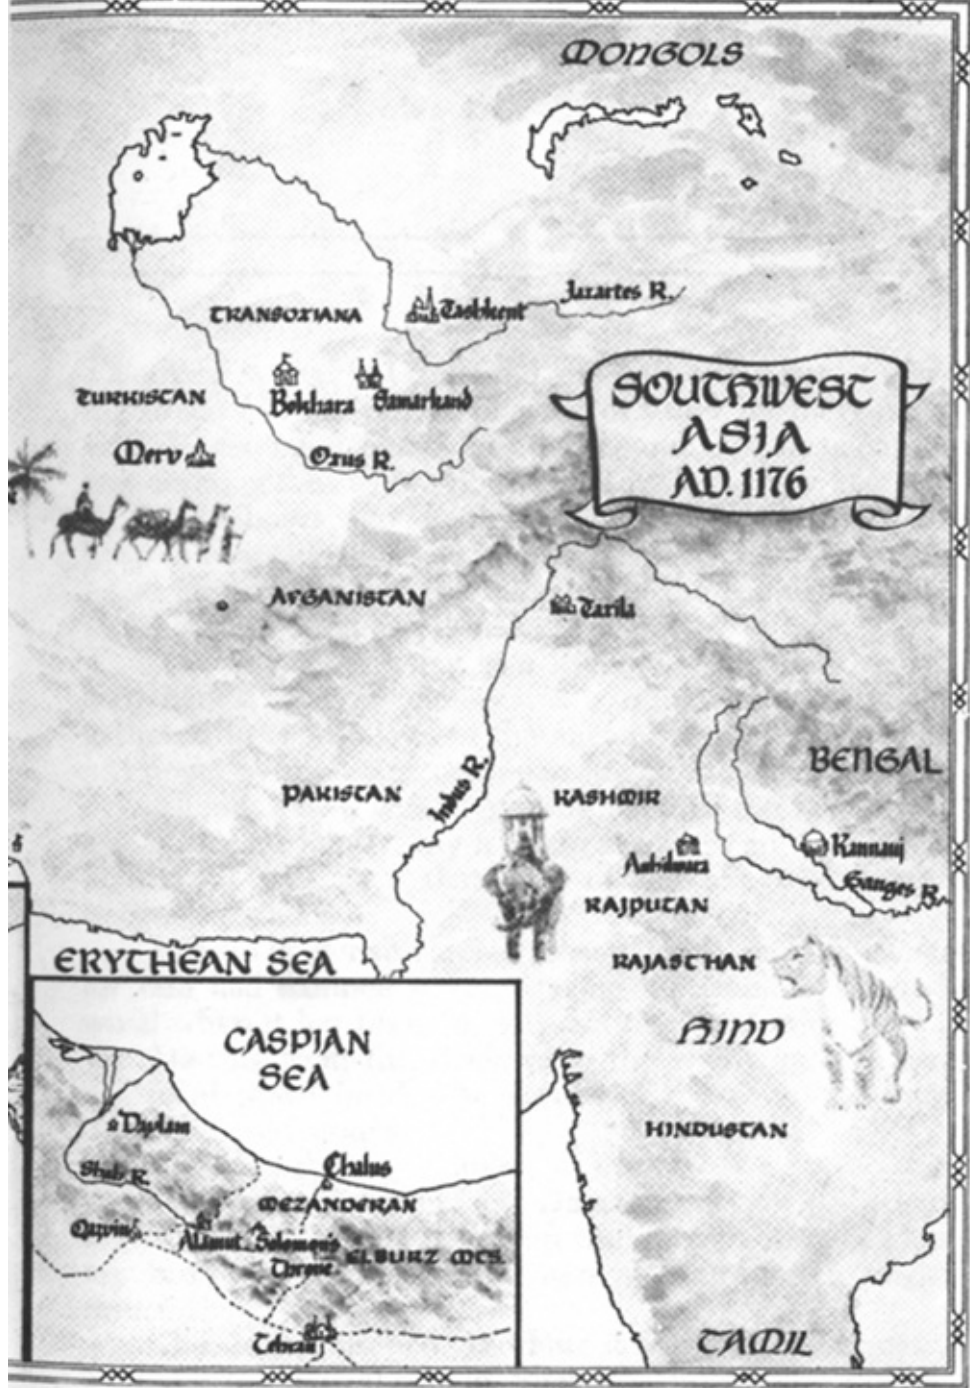 MONGOLS
Jaxartes R.
TRANSOXIANA
Tashkent
SOUTHWEST
ASIA
AD. 1176
TURKISTAN
Bokhara
Samarkand
Merv
Oxus R.
AFGANISTAN
Taxila
BENGAL
PAKISTAN
Indus R.
KASHMIR
Kannauj
Anhilwara
Ganges R.
RAJPUTAN
ERYTHEAN SEA
RAJASTHAN
HIND
HINDUSTAN
TAMIL
CASPIAN
SEA
Daylam
Chalus
Shah R.
MEZANDERAN
Qazvin
Alamut
Solomon's
Throne
ELBURZ MTS.
Tehran